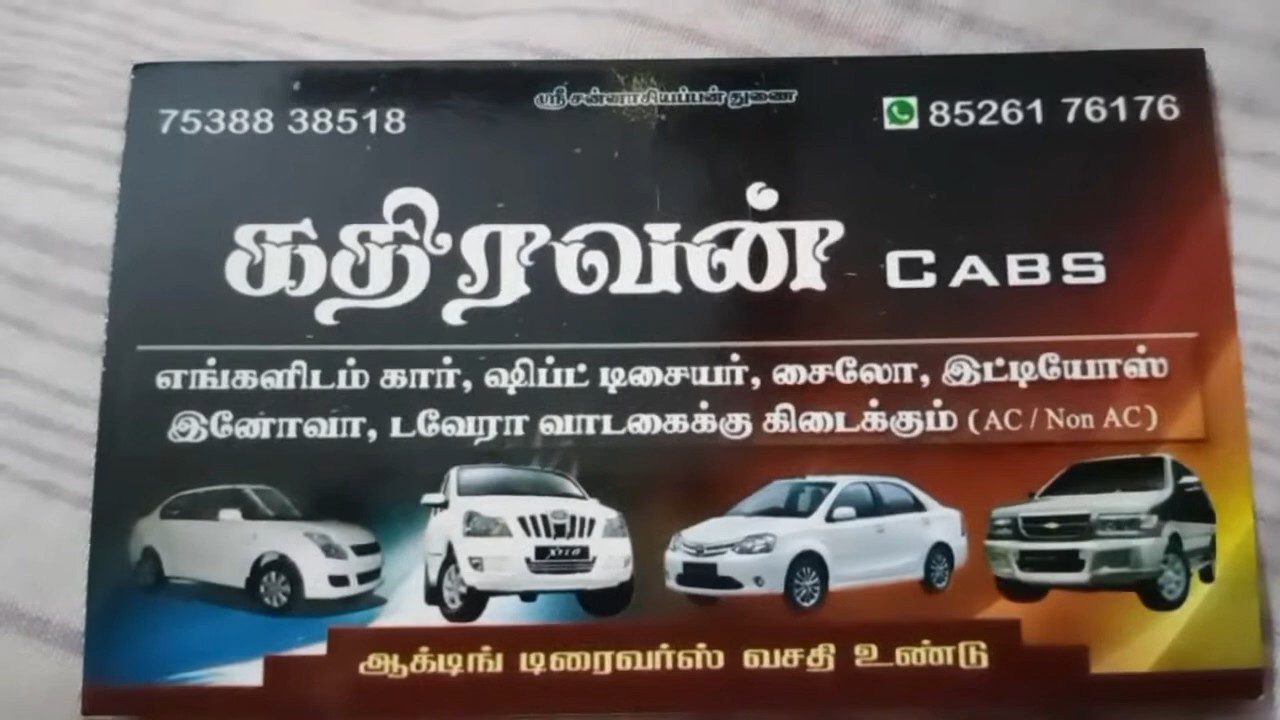 ஸ்ரீ சன்னாசியப்பன் துணை
75388 38518
85261 76176
கதிரவன் CABS
எங்களிடம் கார், ஷிப்ட் டிசையர், சைலோ, இட்டியோஸ்
இனோவா, டவேரா வாடகைக்கு கிடைக்கும் (AC / Non AC)
XYLO
ஆக்டிங் டிரைவர்ஸ் வசதி உண்டு